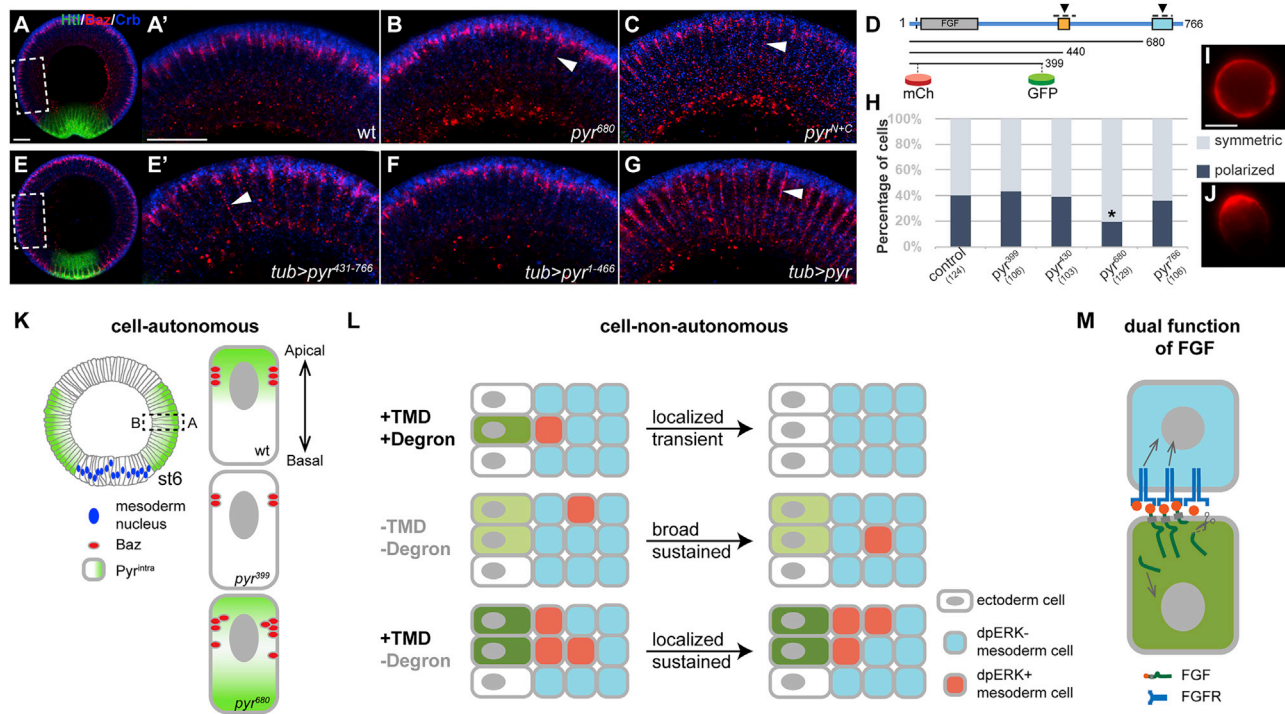 A
Htl/Baz/Crb
A'
wt
B
pyr680
C
pyrN+C
D
1
FGF
766
680
440
399
mCh
GFP
E
E'
tub>pyr431-766
F
tub>pyr1-466
G
tub>pyr
H
Percentage of cells
100%
80%
60%
40%
20%
0%
*
control
(124)
pyr399
(106)
pyr430
(103)
pyr680
(129)
pyr766
(106)
symmetric
polarized
I
J
K
cell-autonomous
B
A
st6
mesoderm
nucleus
Baz
Pyrintra
Apical
Basal
wt
pyr399
pyr680
L
cell-non-autonomous
+TMD
+Degron
localized
transient
-TMD
-Degron
broad
sustained
+TMD
-Degron
localized
sustained
ectoderm cell
dpERK-
mesoderm cell
dpERK+
mesoderm cell
M
dual function
of FGF
FGF
FGFR